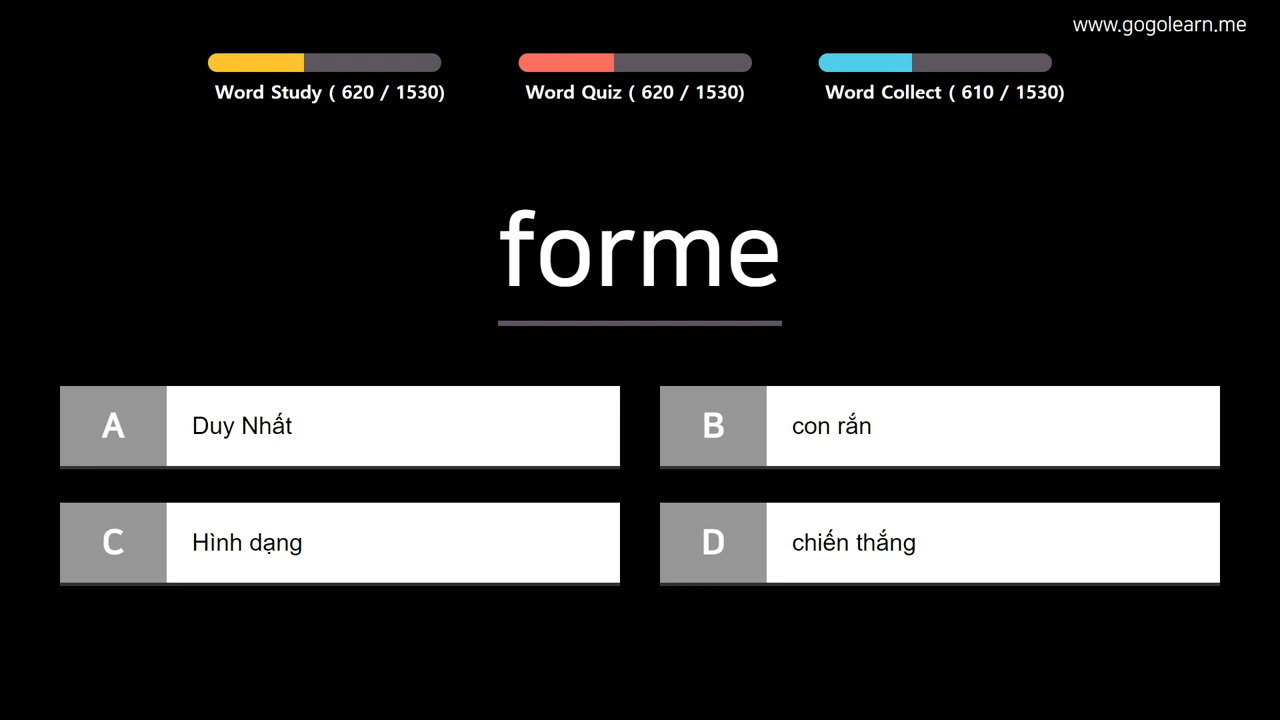 www.gogolearn.me
Word Study ( 620 / 1530)
Word Quiz ( 620 / 1530)
Word Collect ( 610 / 1530)
forme
A
Duy Nhất
B
con rắn
C
Hình dạng
D
chiến thắng